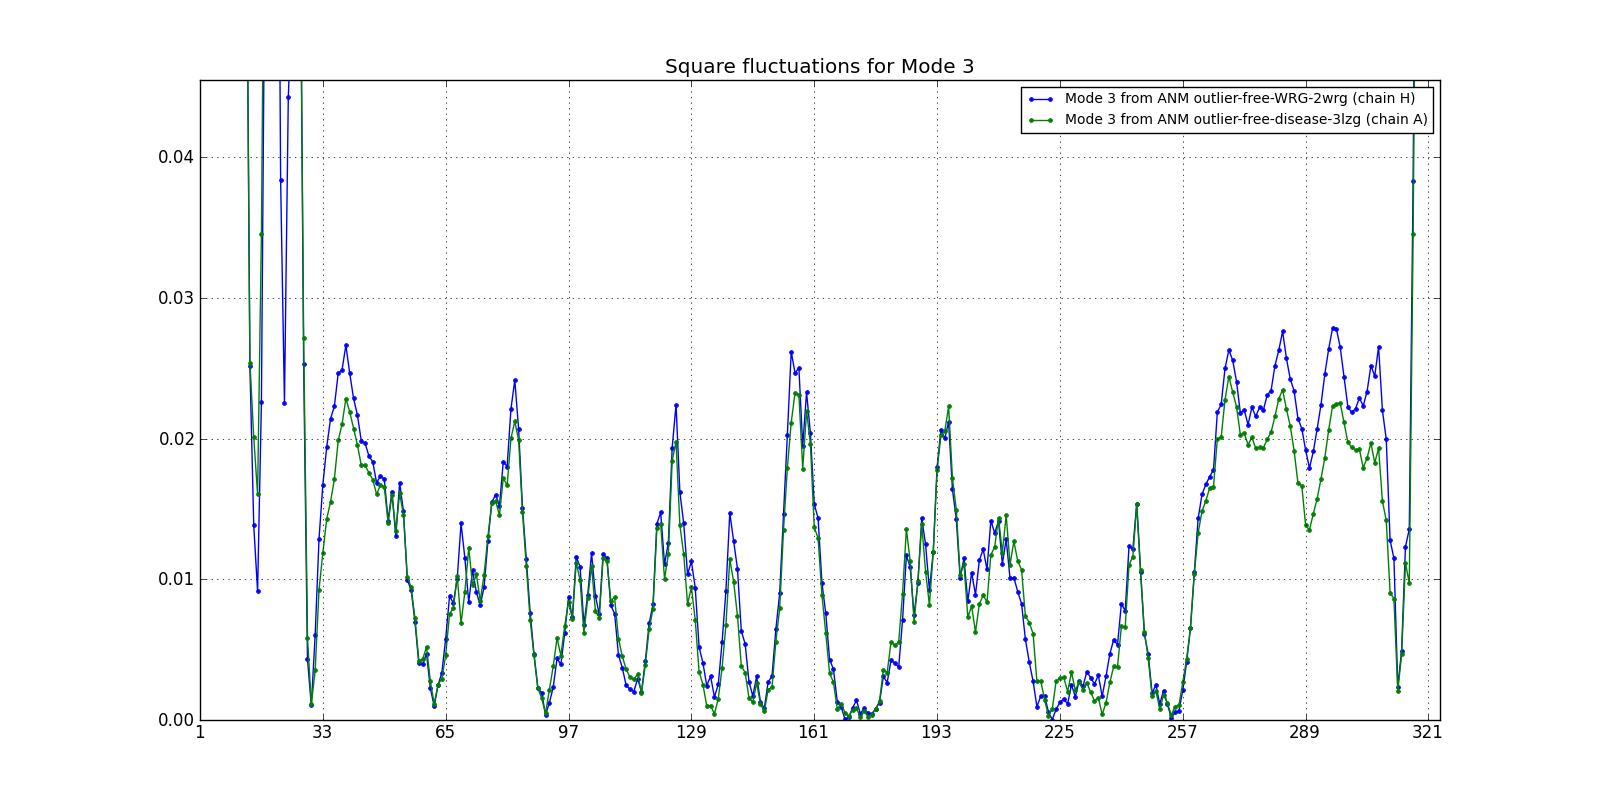 Square fluctuations for Mode 3
Mode 3 from ANM outlier-free-WRG-2wrg (chain H)
Mode 3 from ANM outlier-free-disease-3lzg (chain A)
0.04
0.03
0.02
0.01
0.00
1 33 65 97 129 161 193 225 257 289 321